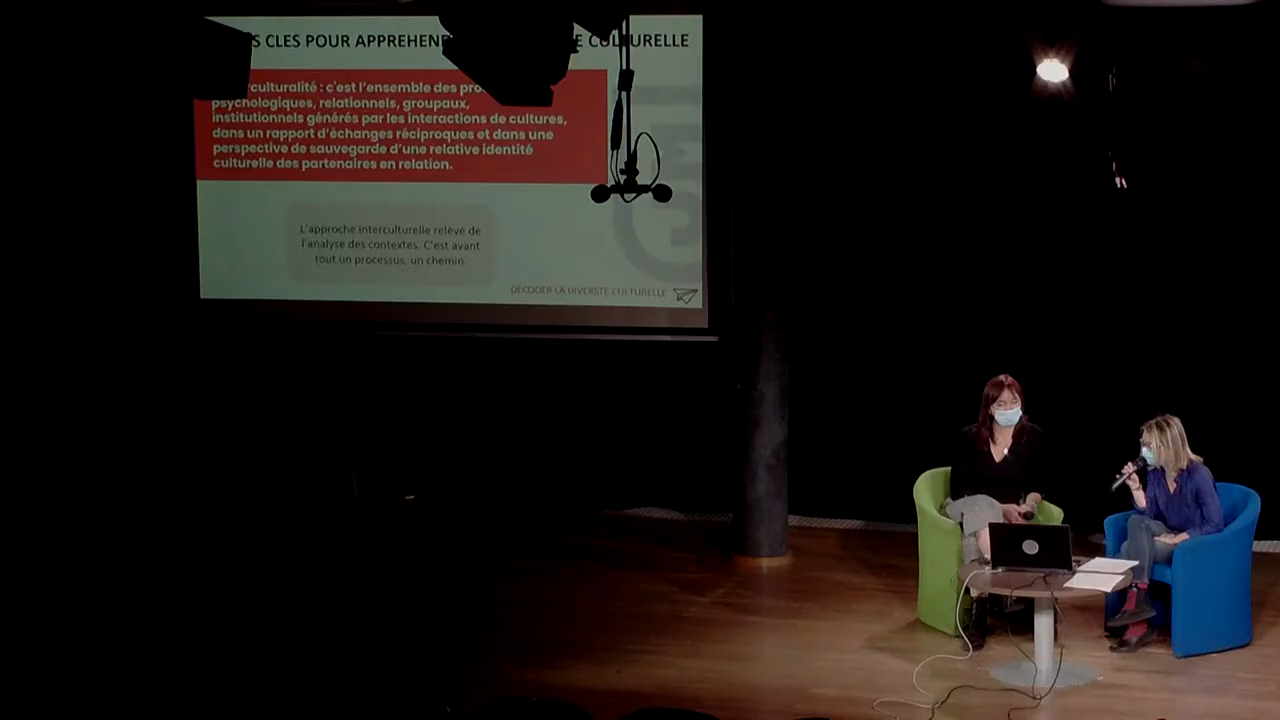 S CLES POUR APPREHEN E CULTURELLE
rculturalité : c'est l'ensemble des pro
psychologiques, relationnels, groupaux,
institutionnels générés par les interactions de cultures,
dans un rapport d'échanges réciproques et dans une
perspective de sauvegarde d'une relative identité
culturelle des partenaires en relation.
L'approche interculturelle relève de
l'analyse des contextes. C'est avant
tout un processus, un chemin.
DECODER LA DIVERSTE CULTURELLE